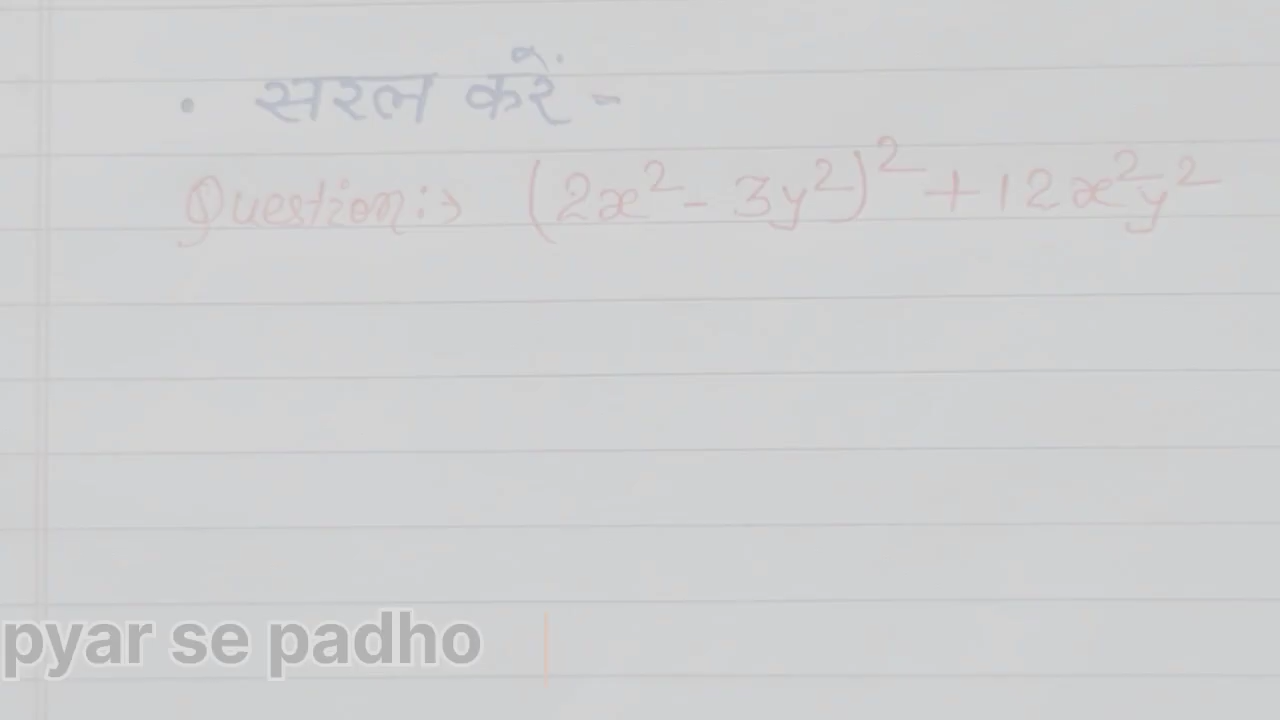 • सरल करें -
Question:→ (2x² - 3y²)² + 12x²y²
pyar se padho